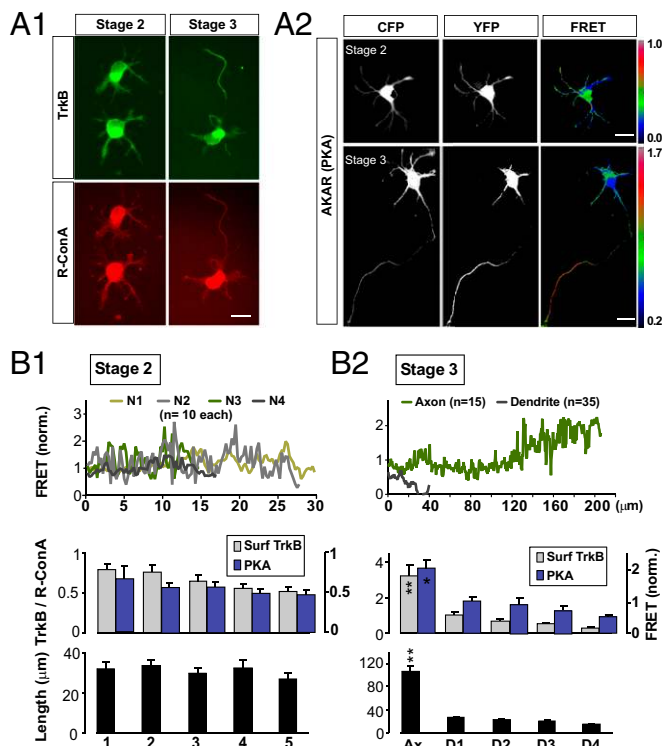 A1
Stage 2
Stage 3
TrkB
R-ConA
A2
CFP
YFP
FRET
Stage 2
Stage 3
AKAR (PKA)
1.0
0.0
1.7
0.2
B1
Stage 2
N1
N2
N3
N4
(n= 10 each)
FRET (norm.)
3
2
1
0
0
5
10
15
20
25
30
TrkB / R-ConA
Surf TrkB
PKA
1
0.5
0
1
0.5
0
Length (μm)
60
40
20
0
1
2
3
4
5
B2
Stage 3
Axon (n=15)
Dendrite (n=35)
2
1
0
0
40
80
120
160
200
(μm)
Surf TrkB
PKA
4
2
0
2
1
0
FRET (norm.)
**
*
120
80
40
0
**
Ax
D1
D2
D3
D4